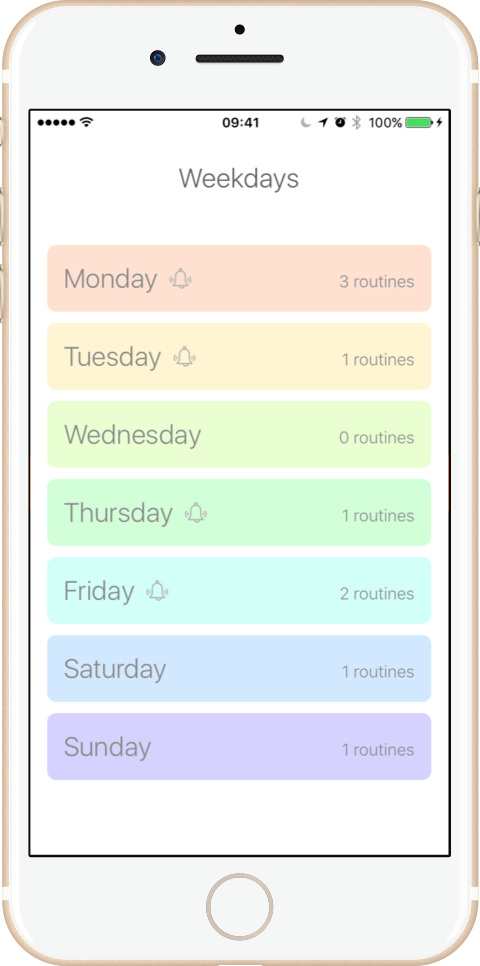 09:41 100%
Weekdays
Monday 3 routines
Tuesday 1 routines
Wednesday 0 routines
Thursday 1 routines
Friday 2 routines
Saturday 1 routines
Sunday 1 routines